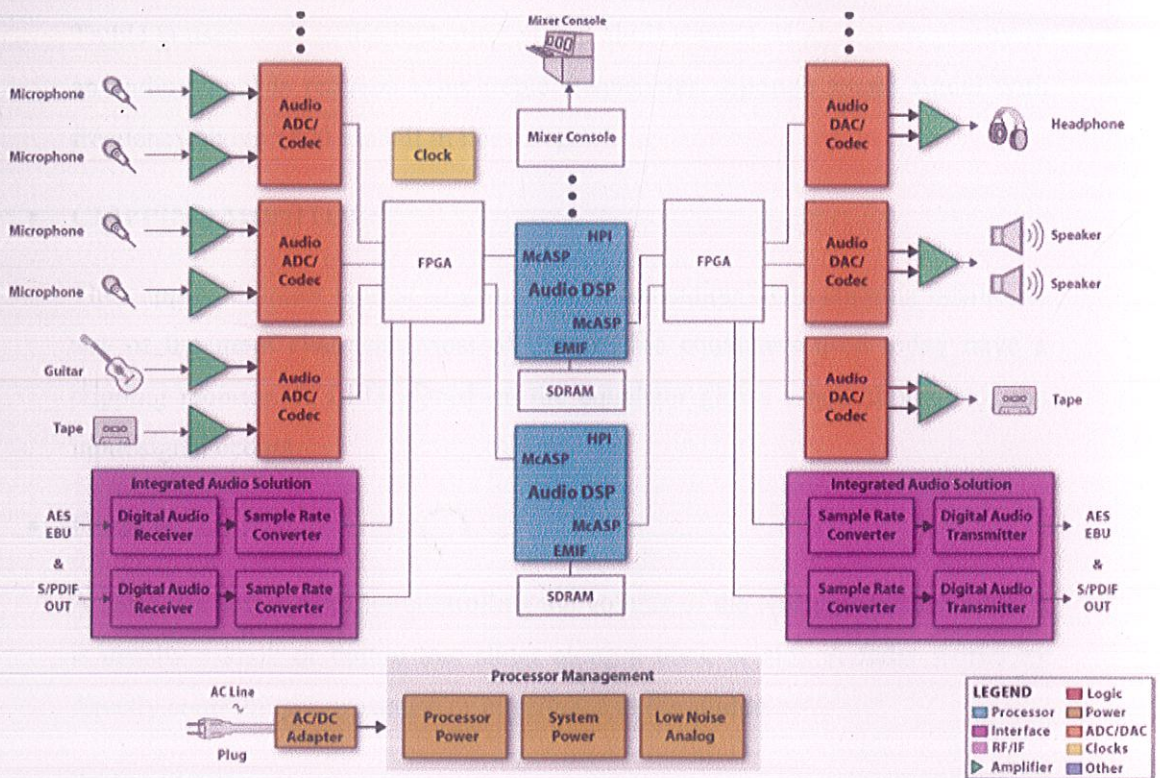 Mixer Console
Microphone
Audio
ADC/
Codec
Microphone
Clock
Mixer Console
Audio
DAC/
Codec
Headphone
Microphone
Audio
ADC/
Codec
Microphone
FPGA
HPI
McASP
Audio DSP
McASP
EMIF
SDRAM
FPGA
Audio
DAC/
Codec
Speaker
Speaker
Guitar
Audio
ADC/
Codec
Tape
HPI
McASP
Audio DSP
McASP
EMIF
SDRAM
Audio
DAC/
Codec
Tape
Integrated Audio Solution
AES
EBU
Digital Audio
Receiver
Sample Rate
Converter
&
S/PDIF
OUT
Digital Audio
Receiver
Sample Rate
Converter
Integrated Audio Solution
Sample Rate
Converter
Digital Audio
Transmitter
AES
EBU
&
Sample Rate
Converter
Digital Audio
Transmitter
S/PDIF
OUT
Processor Management
AC Line
Plug
AC/DC
Adapter
Processor
Power
System
Power
Low Noise
Analog
LEGEND
Processor
Interface
RF/IF
Amplifier
Logic
Power
ADC/DAC
Clocks
Other